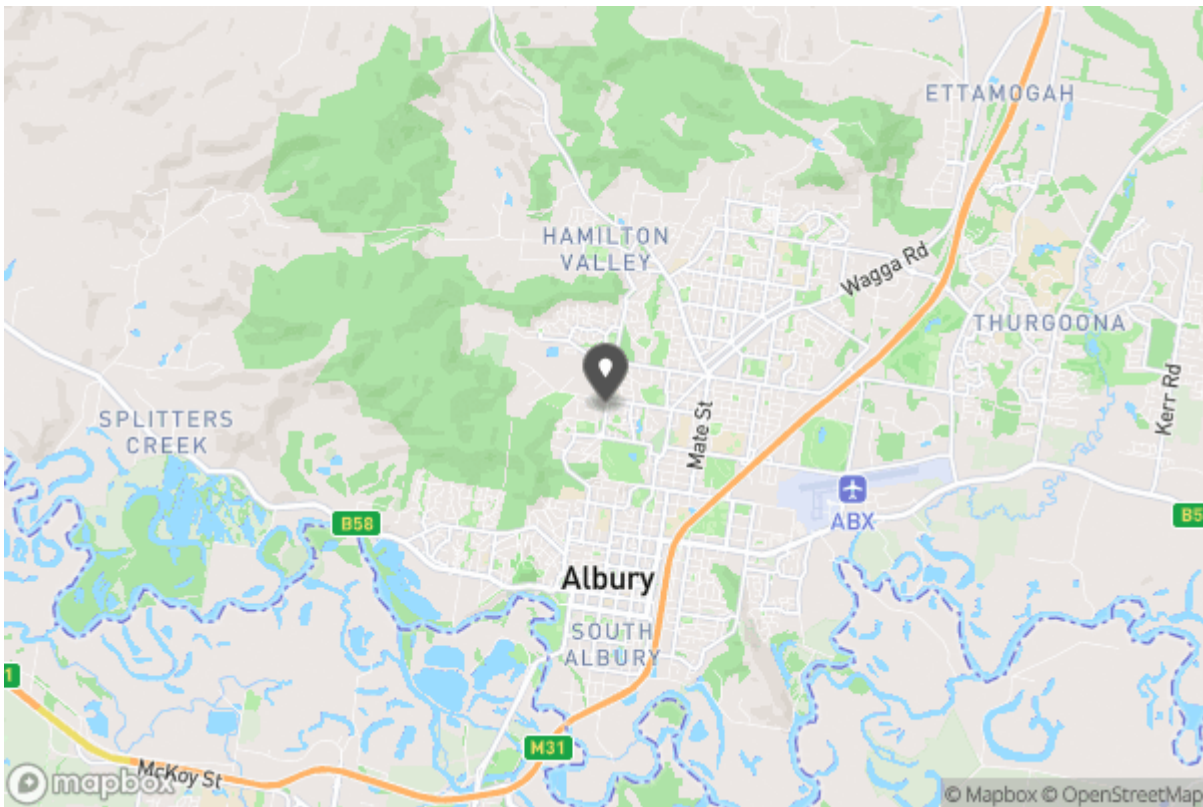 ETTAMOGAH
HAMILTON
VALLEY
Wagga Rd
THURGOONA
Kerr Rd
SPLITTERS
CREEK
Mate St
B58
ABX
B5
Albury
SOUTH
ALBURY
1
M31
McKoy St
mapbox
© Mapbox © OpenStreetMap